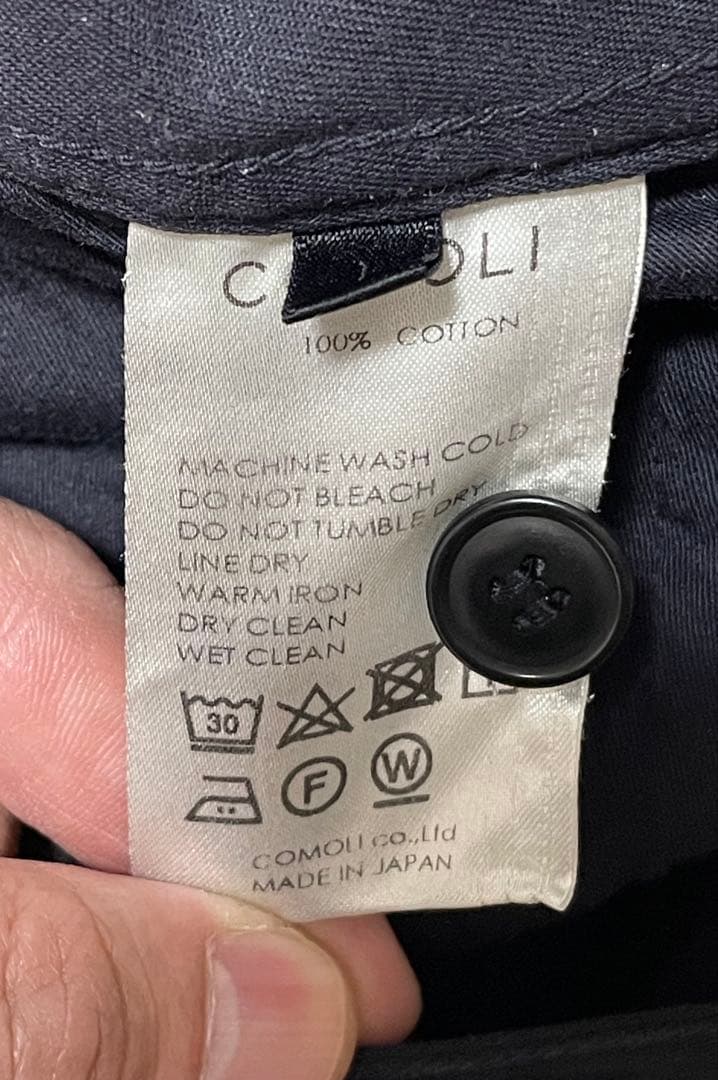 COMOLI
100% COTTON
MACHINE WASH COLD
DO NOT BLEACH
DO NOT TUMBLE DRY
LINE DRY
WARM IRON
DRY CLEAN
WET CLEAN
30
F
W
COMOLI co.,Ltd
MADE IN JAPAN